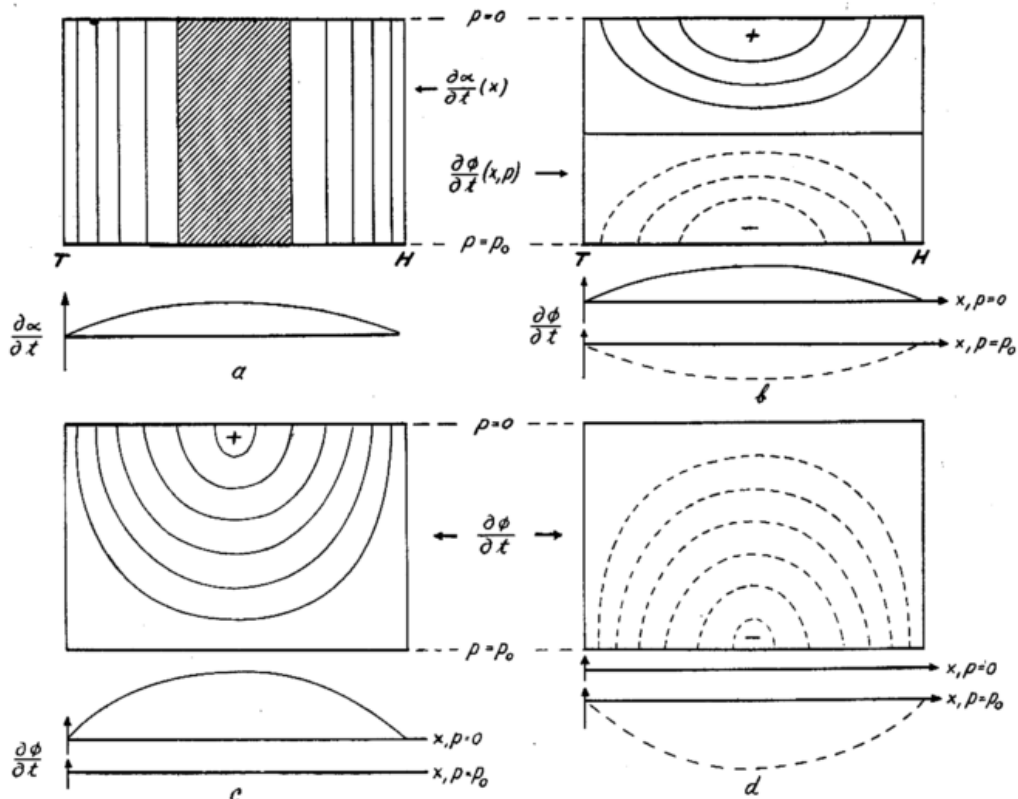 p=0
+
← ∂α/∂t (x)
∂ϕ/∂t (x,p) →
−
p=p₀
T H
T H
∂α/∂t
a
x, p=0
∂ϕ/∂t
x, p=p₀
b
p=0
+
← ∂ϕ/∂t →
−
p=p₀
x, p=0
∂ϕ/∂t
x, p=p₀
c
x, p=0
x, p=p₀
d